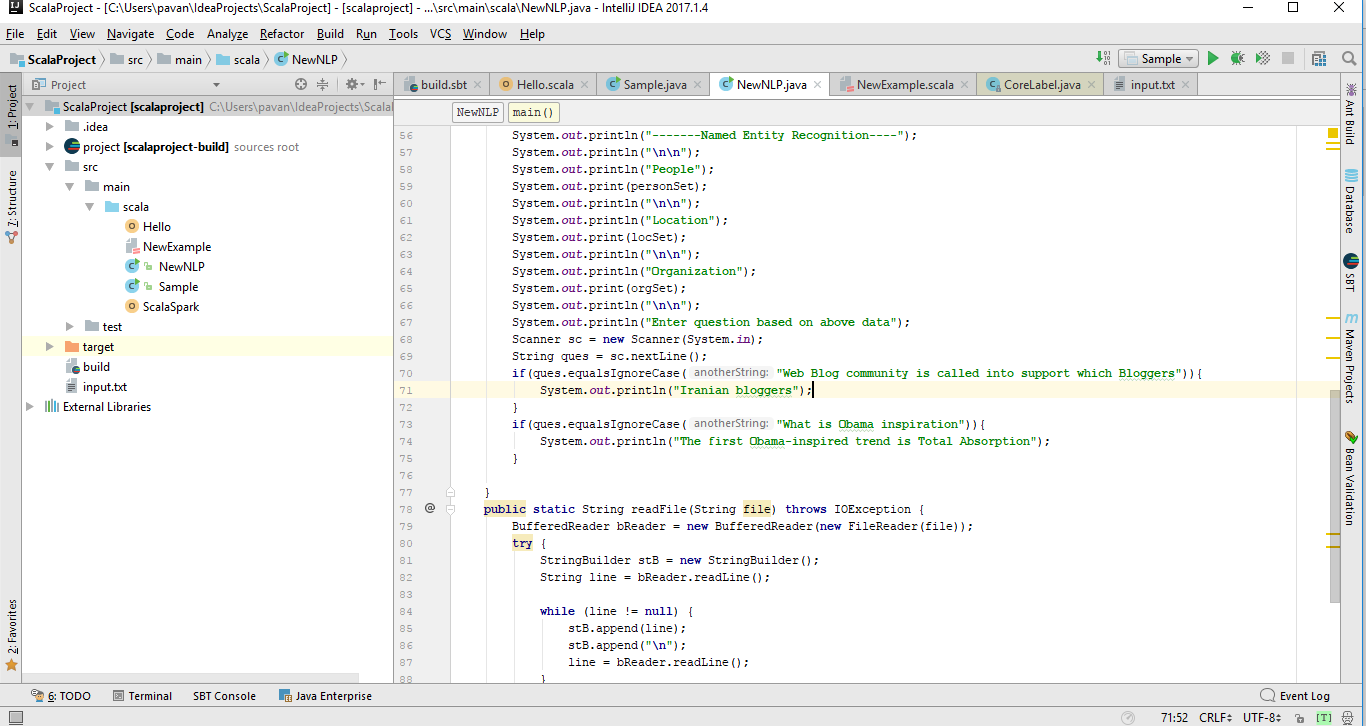 ScalaProject - [C:\Users\pavan\IdeaProjects\ScalaProject] - [scalaproject] - ...\src\main\scala\NewNLP.java - IntelliJ IDEA 2017.1.4
File Edit View Navigate Code Analyze Refactor Build Run Tools VCS Window Help
ScalaProject src main scala NewNLP Sample
Project build.sbt Hello.scala Sample.java NewNLP.java NewExample.scala CoreLabel.java input.txt
1: Project
7: Structure
2: Favorites
ScalaProject [scalaproject] C:\Users\pavan\IdeaProjects\Scala
.idea
project [scalaproject-build] sources root
src
main
scala
Hello
NewExample
NewNLP
Sample
ScalaSpark
test
target
build
input.txt
External Libraries
NewNLP main()
56 System.out.println("-------Named Entity Recognition----");
57 System.out.println("\n\n");
58 System.out.println("People");
59 System.out.print(personSet);
60 System.out.println("\n\n");
61 System.out.println("Location");
62 System.out.print(locSet);
63 System.out.println("\n\n");
64 System.out.println("Organization");
65 System.out.print(orgSet);
66 System.out.println("\n\n");
67 System.out.println("Enter question based on above data");
68 Scanner sc = new Scanner(System.in);
69 String ques = sc.nextLine();
70 if(ques.equalsIgnoreCase( anotherString: "Web Blog community is called into support which Bloggers")){
71 System.out.println("Iranian bloggers");
72 }
73 if(ques.equalsIgnoreCase( anotherString: "What is Obama inspiration")){
74 System.out.println("The first Obama-inspired trend is Total Absorption");
75 }
76
77 }
78 @ public static String readFile(String file) throws IOException {
79 BufferedReader bReader = new BufferedReader(new FileReader(file));
80 try {
81 StringBuilder stB = new StringBuilder();
82 String line = bReader.readLine();
83
84 while (line != null) {
85 stB.append(line);
86 stB.append("\n");
87 line = bReader.readLine();
88 }
Ant Build
Database
SBT
Maven Projects
Bean Validation
6: TODO Terminal SBT Console Java Enterprise Event Log
71:52 CRLF UTF-8 [T]